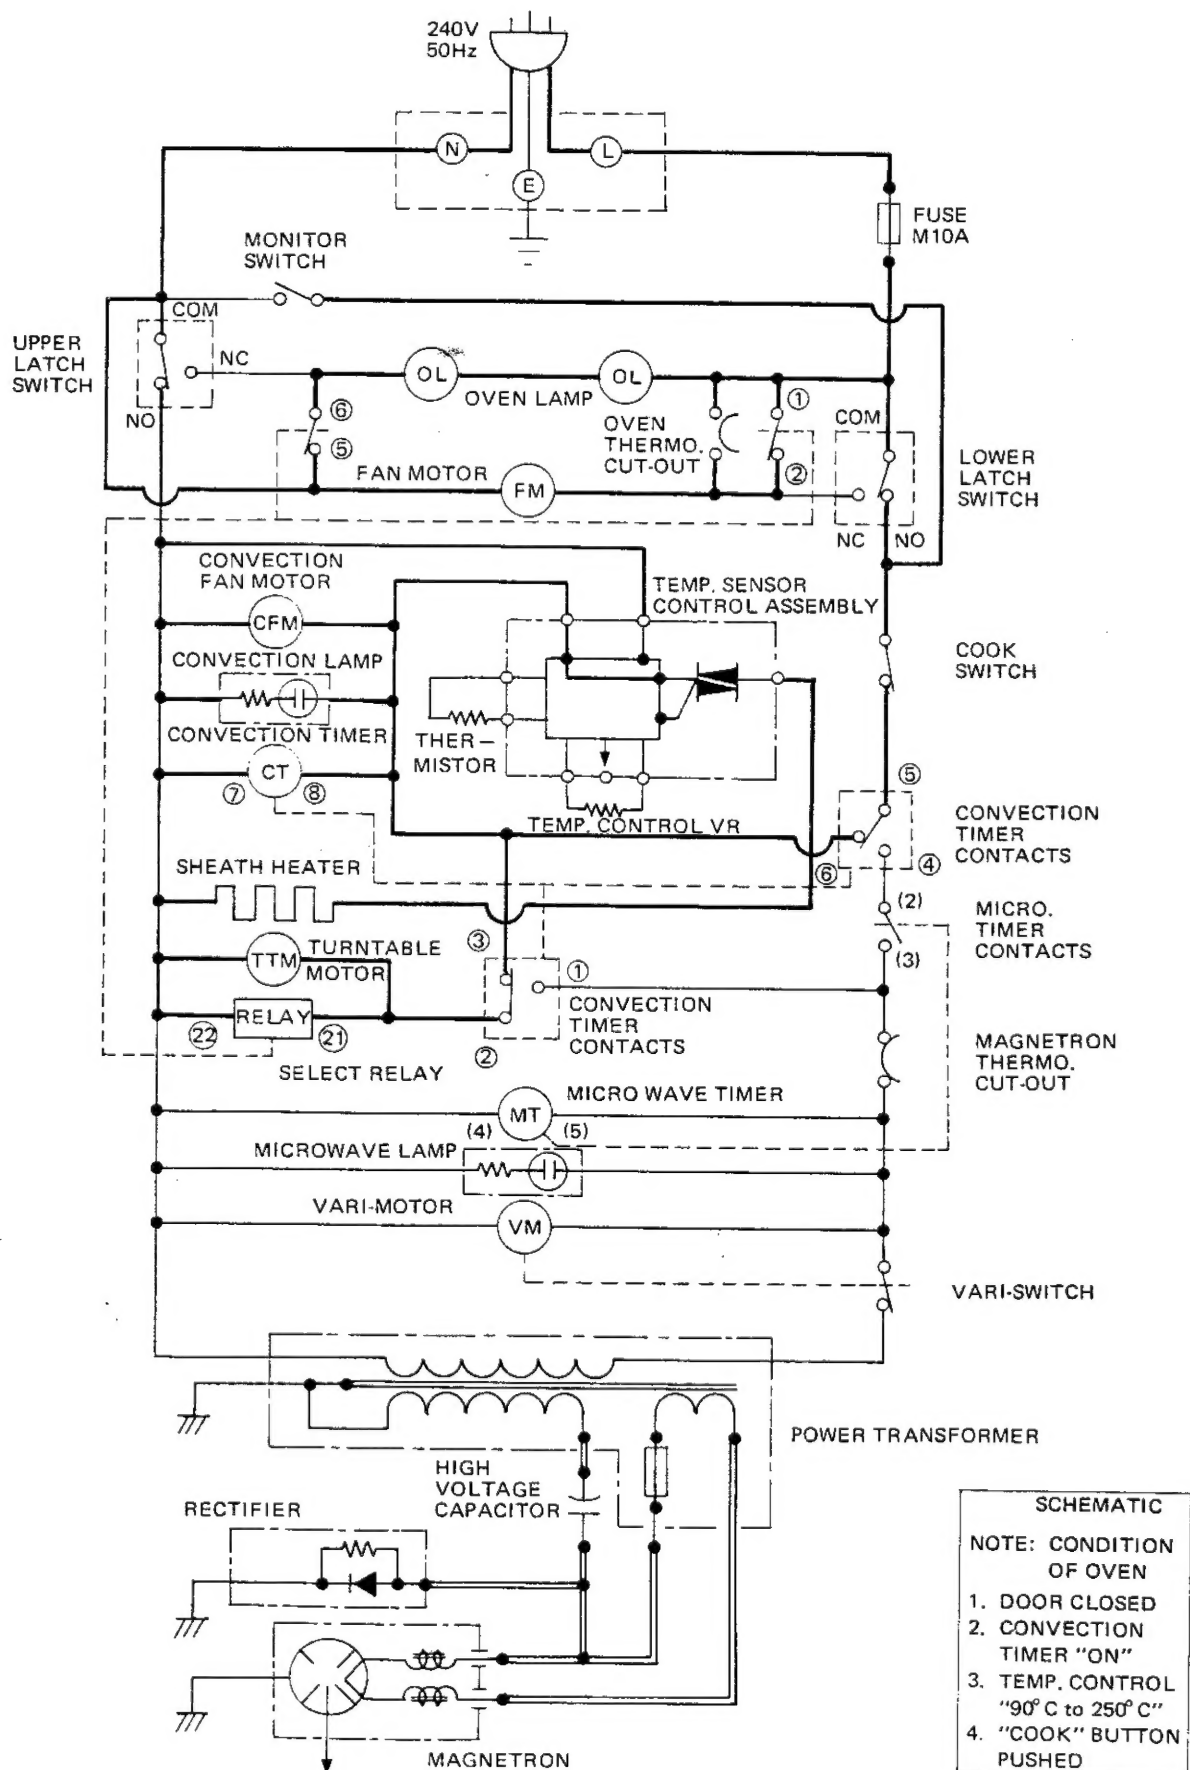 240V
50Hz
N
L
E
FUSE
M10A
MONITOR
SWITCH
COM
UPPER
LATCH
SWITCH
NC
NO
OL
OL
OVEN LAMP
⑥
⑤
OVEN
THERMO.
CUT-OUT
①
②
COM
LOWER
LATCH
SWITCH
FAN MOTOR
FM
NC
NO
CONVECTION
FAN MOTOR
CFM
TEMP. SENSOR
CONTROL ASSEMBLY
COOK
SWITCH
CONVECTION LAMP
CONVECTION TIMER
CT
⑦
⑧
THER-
MISTOR
TEMP. CONTROL VR
⑤
CONVECTION
TIMER
CONTACTS
⑥
④
SHEATH HEATER
(2)
MICRO.
TIMER
CONTACTS
(3)
TTM
TURNTABLE
MOTOR
③
①
CONVECTION
TIMER
CONTACTS
②
RELAY
㉒
㉑
SELECT RELAY
MAGNETRON
THERMO.
CUT-OUT
MICRO WAVE TIMER
MT
(4)
(5)
MICROWAVE LAMP
VARI-MOTOR
VM
VARI-SWITCH
POWER TRANSFORMER
HIGH
VOLTAGE
CAPACITOR
RECTIFIER
MAGNETRON
SCHEMATIC
NOTE: CONDITION
OF OVEN
1. DOOR CLOSED
2. CONVECTION
TIMER "ON"
3. TEMP. CONTROL
"90°C to 250°C"
4. "COOK" BUTTON
PUSHED